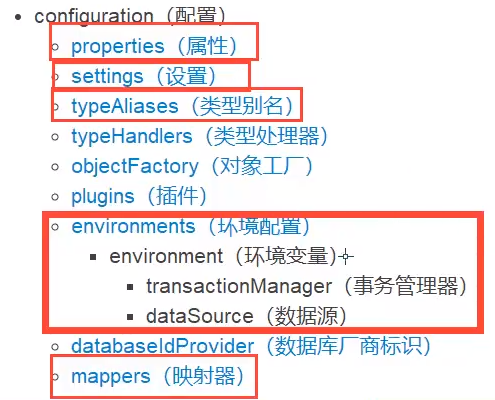 configuration（配置）
properties（属性）
settings（设置）
typeAliases（类型别名）
typeHandlers（类型处理器）
objectFactory（对象工厂）
plugins（插件）
environments（环境配置）
environment（环境变量）
transactionManager（事务管理器）
dataSource（数据源）
databaseIdProvider（数据库厂商标识）
mappers（映射器）